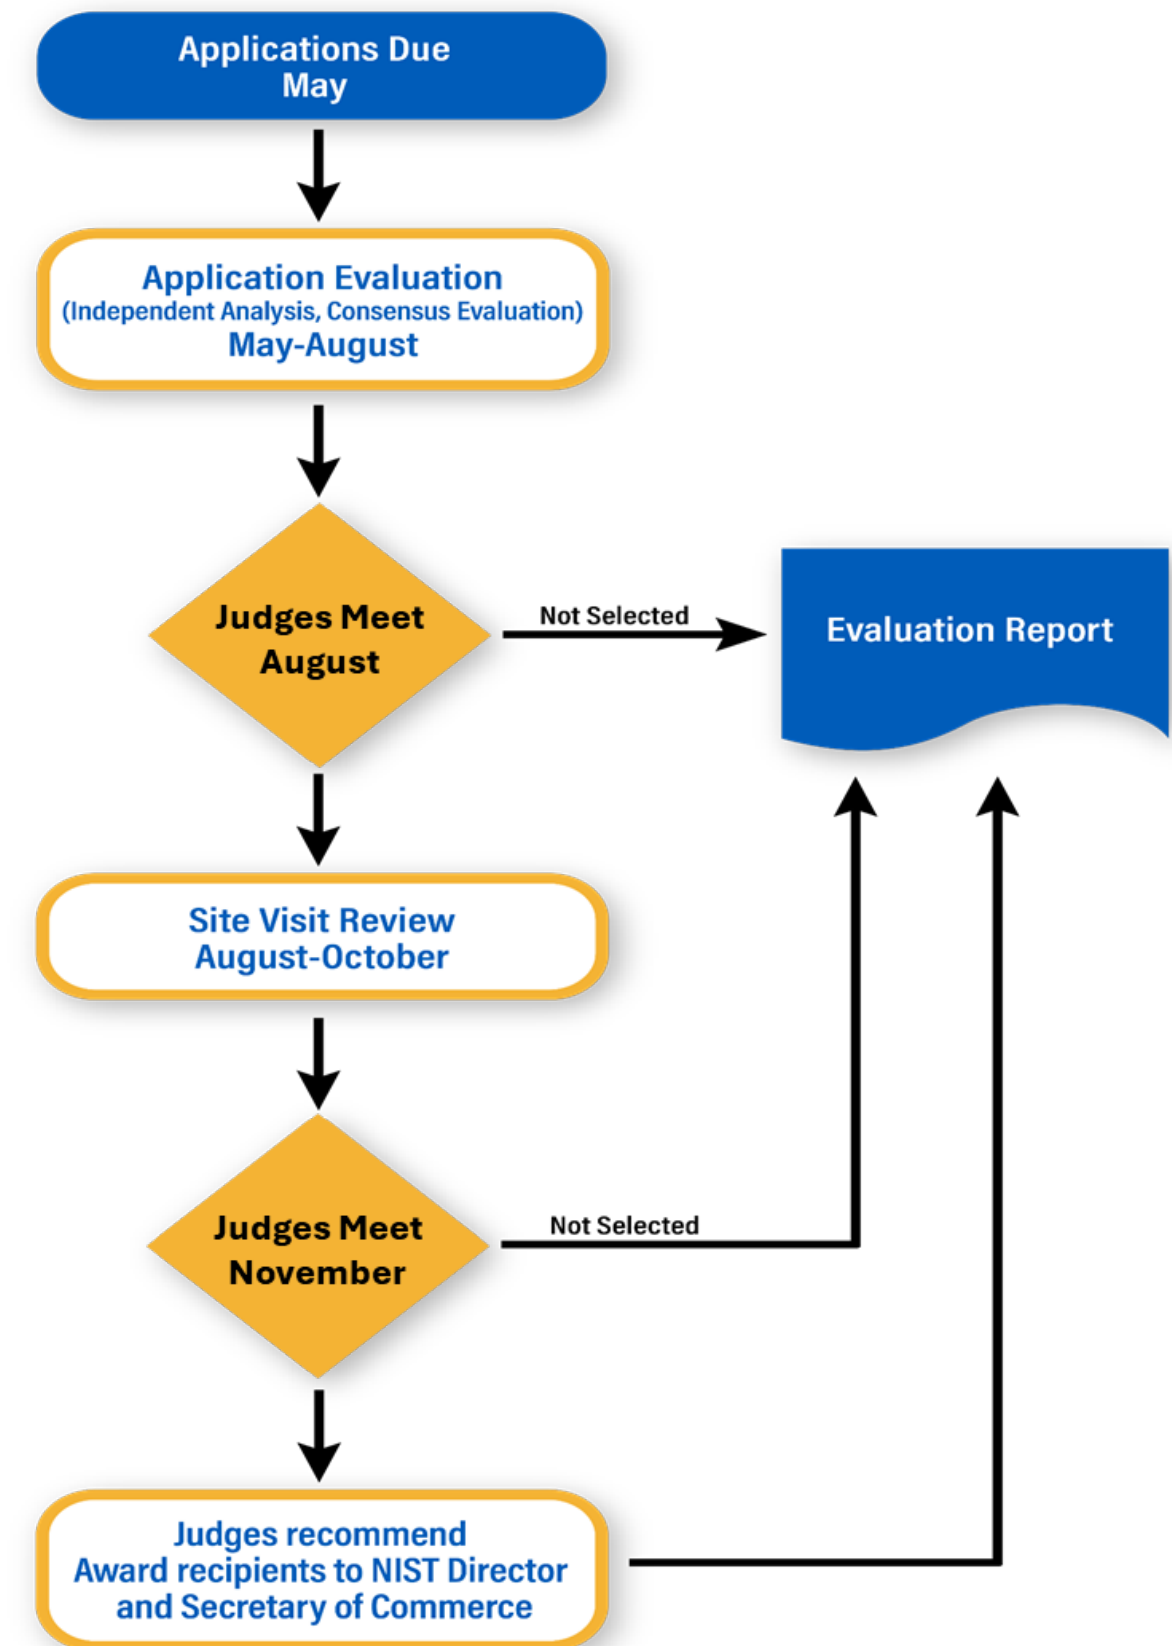 Applications Due
May
Application Evaluation
(Independent Analysis, Consensus Evaluation)
May-August
Judges Meet
August
Not Selected
Evaluation Report
Site Visit Review
August-October
Judges Meet
November
Not Selected
Judges recommend
Award recipients to NIST Director
and Secretary of Commerce